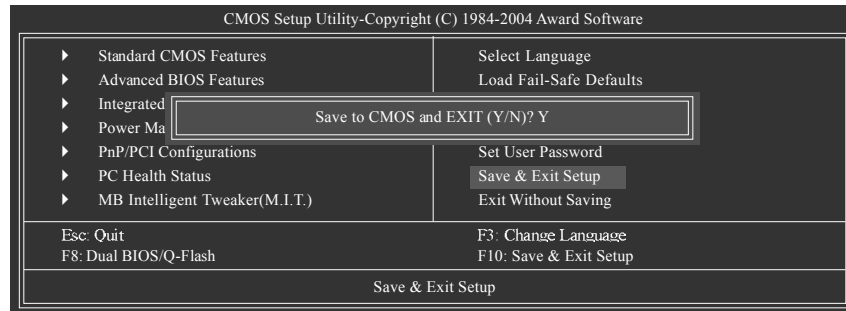 CMOS Setup Utility-Copyright (C) 1984-2004 Award Software
Standard CMOS Features
Advanced BIOS Features
Integrated
Power Ma
PnP/PCI Configurations
PC Health Status
MB Intelligent Tweaker(M.I.T.)
Select Language
Load Fail-Safe Defaults
Set User Password
Save & Exit Setup
Exit Without Saving
Save to CMOS and EXIT (Y/N)? Y
Esc: Quit
F3: Change Language
F8: Dual BIOS/Q-Flash
F10: Save & Exit Setup
Save & Exit Setup